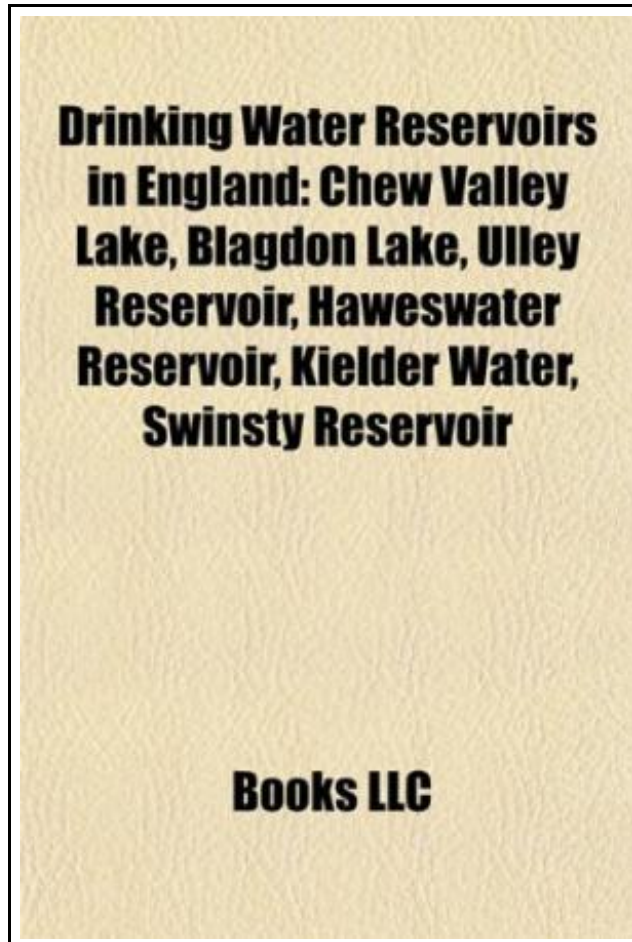 Drinking Water Reservoirs
in England: Chew Valley
Lake, Blagdon Lake, Ulley
Reservoir, Haweswater
Reservoir, Kielder Water,
Swinsty Reservoir
Books LLC